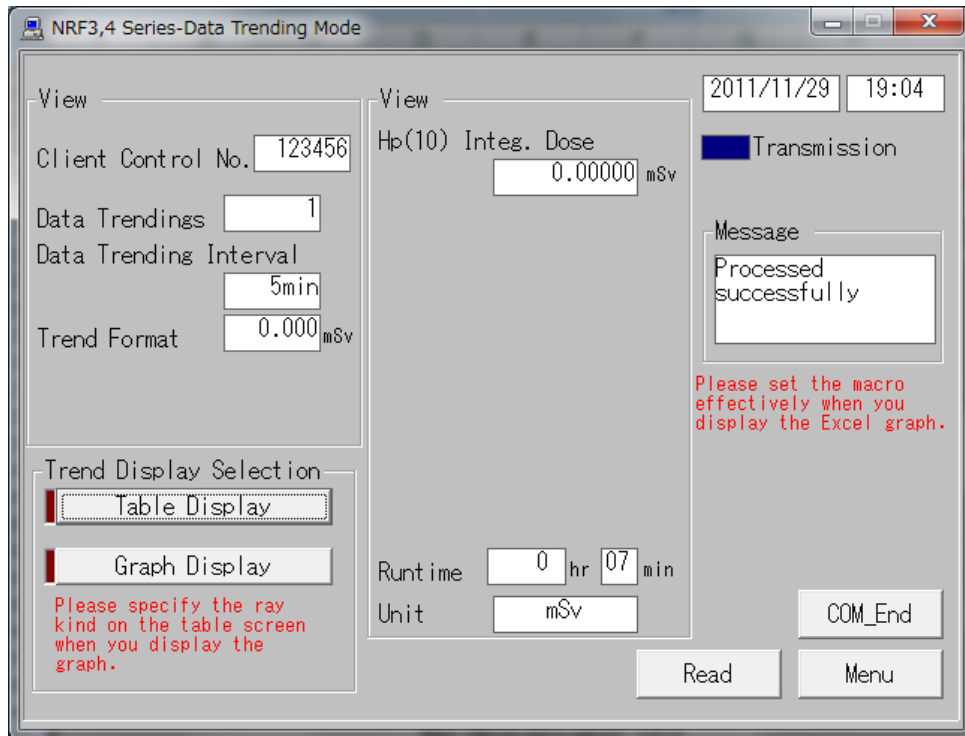 NRF3,4 Series-Data Trending Mode
View
Client Control No. 123456
Data Trendings 1
Data Trending Interval
5min
Trend Format 0.000 mSv
Trend Display Selection
Table Display
Graph Display
Please specify the ray
kind on the table screen
when you display the
graph.
View
Hp(10) Integ. Dose
0.00000 mSv
Runtime 0 hr 07 min
Unit mSv
2011/11/29 19:04
Transmission
Message
Processed
successfully
Please set the macro
effectively when you
display the Excel graph.
COM_End
Read Menu